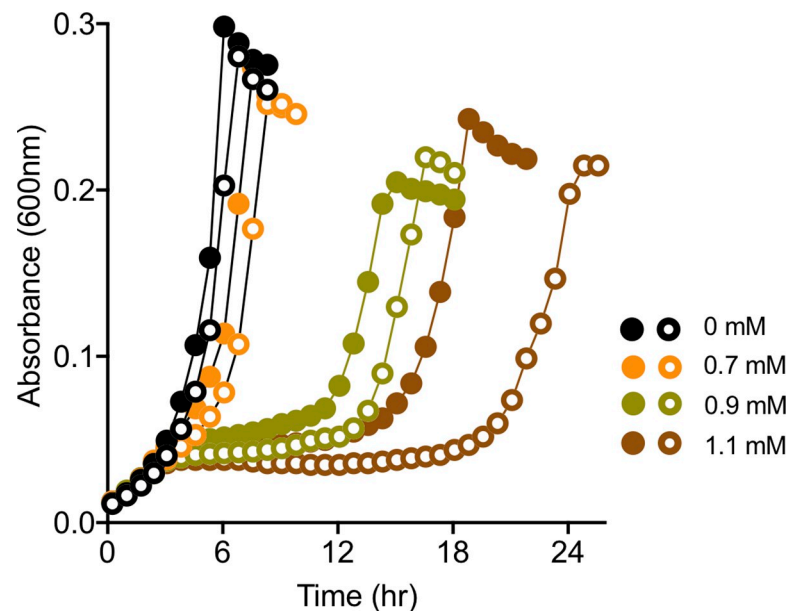 Absorbance (600nm)
0.3
0.2
0.1
0.0
0 6 12 18 24
Time (hr)
0 mM
0.7 mM
0.9 mM
1.1 mM